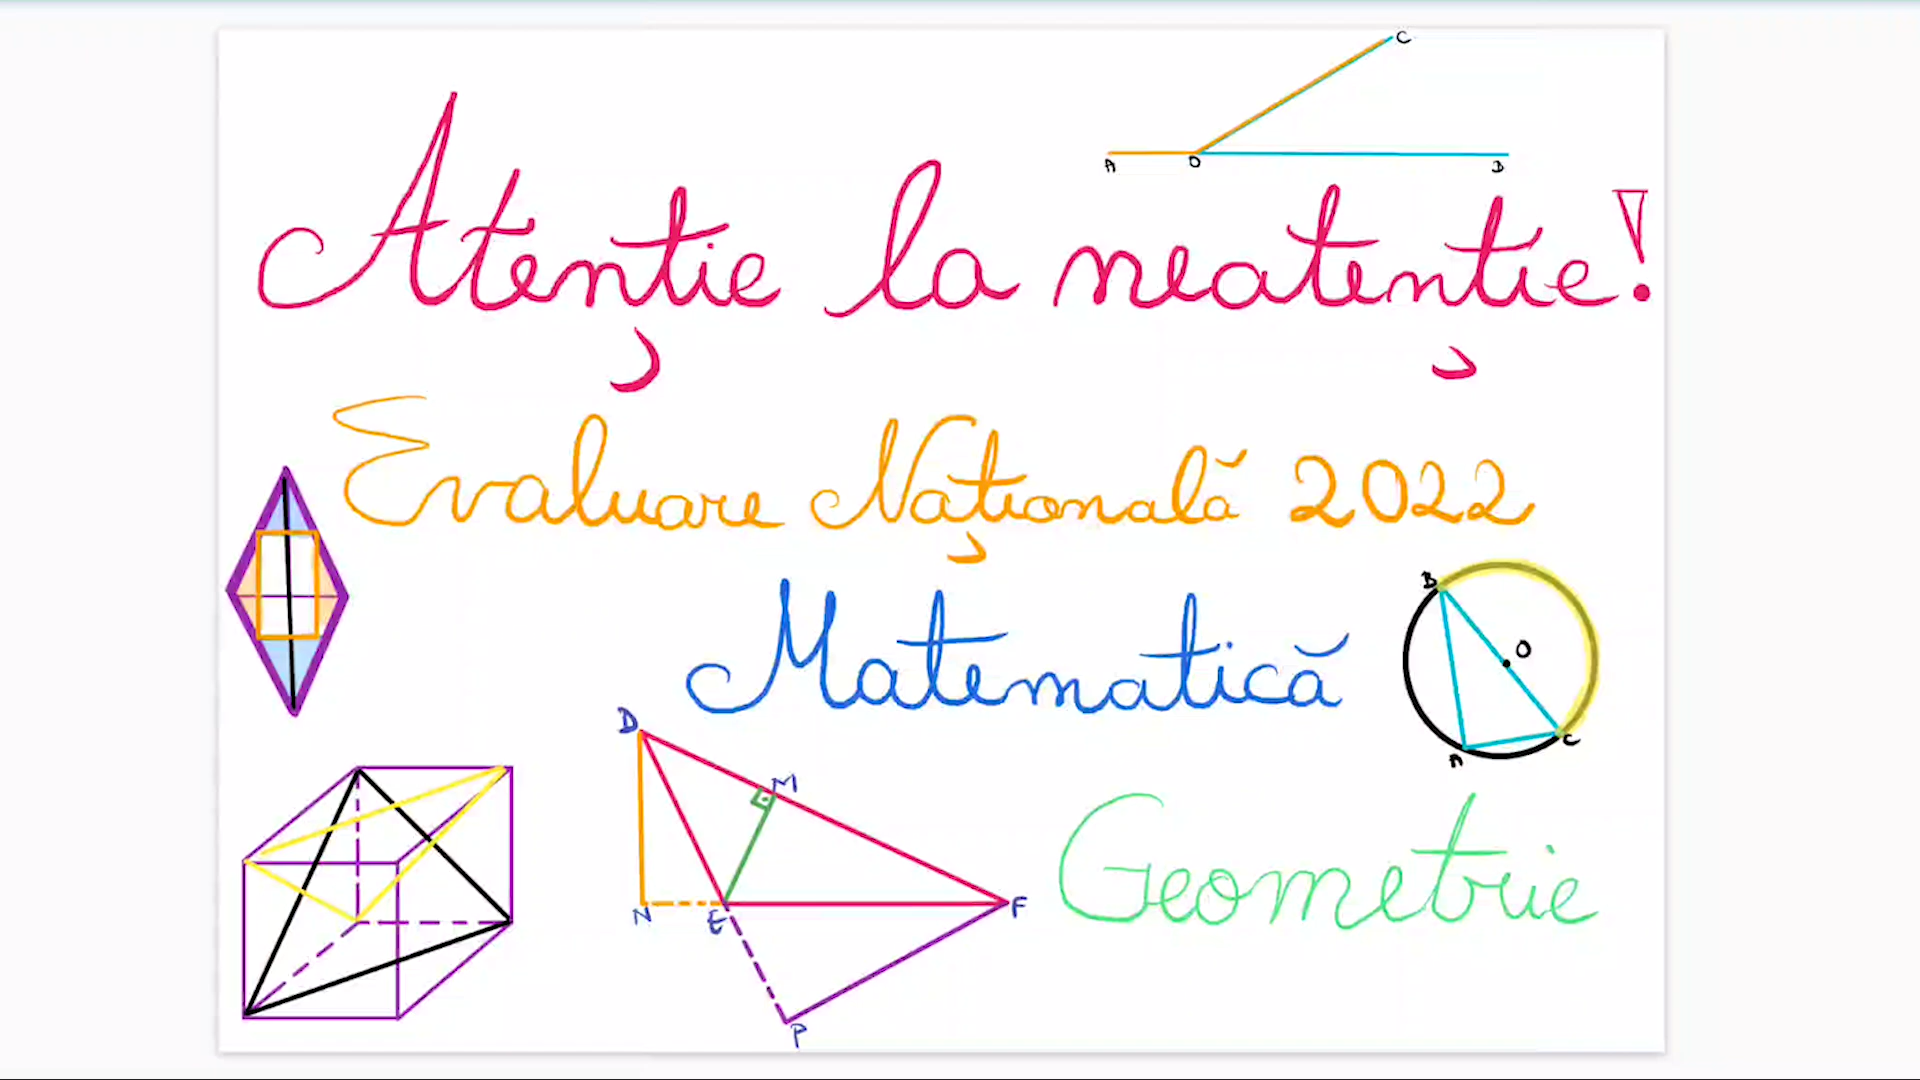 C
A O B
Atenție la neatenție!
Evaluare Națională 2022
Matematică
B
O
A C
D
M
N E F
P
Geometrie